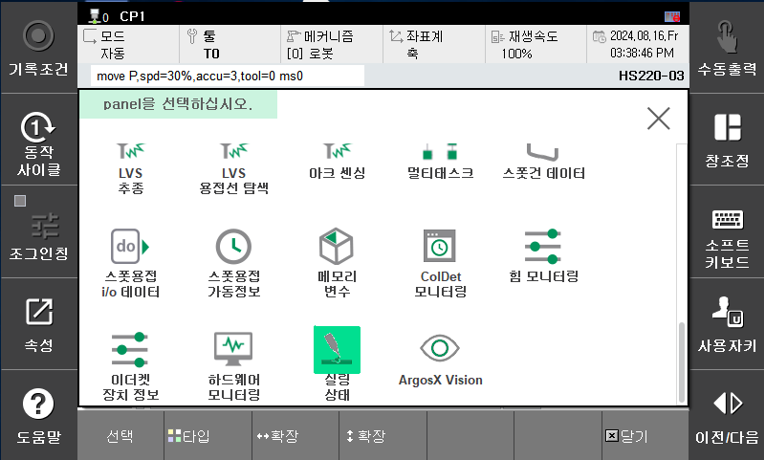 0 CP1
모드
자동
툴
T0
메커니즘
[0] 로봇
좌표계
축
재생속도
100%
2024,08,16,Fr
03:38:46 PM
move P,spd=30%,accu=3,tool=0 ms0
HS220-03
panel을 선택하십시오.
기록조건
1
동작
사이클
조그인칭
속성
?
도움말
LVS
추종
LVS
용접선 탐색
아크 센싱
멀티태스크
스폿건 데이터
do
스폿용접
i/o 데이터
스폿용접
가동정보
메모리
변수
ColDet
모니터링
힘 모니터링
이더켓
장치 정보
하드웨어
모니터링
실링
상태
ArgosX Vision
수동출력
창조정
소프트
키보드
U
사용자키
이전/다음
선택
타입
확장
확장
닫기